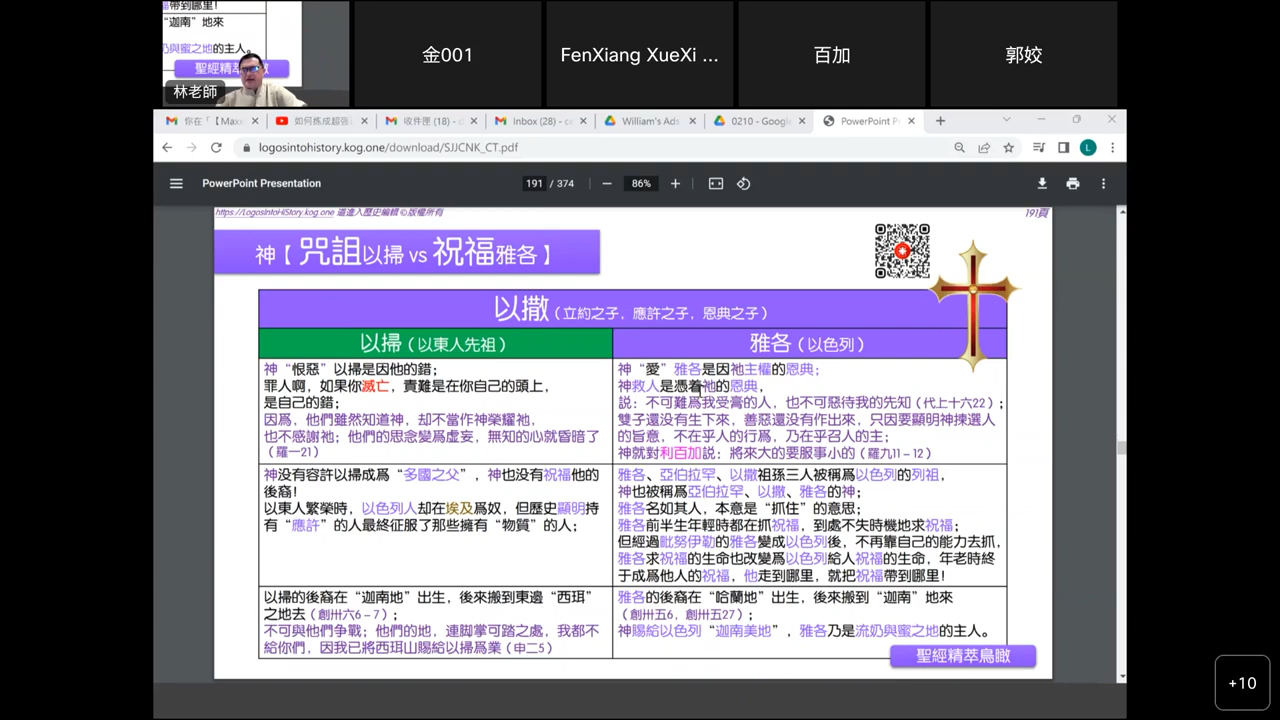 帶到哪里!
“迦南”地來
奶與蜜之地的主人。
聖經精萃鳥瞰
林老師
金001
FenXiang XueXi ...
百加
郭姣
你在「【Max
如何拣成超强
收件匣 (18) - c
Inbox (28) - ce
William's Ads
0210 - Google
PowerPoint P
logosintohistory.kog.one/download/SJJCNK_CT.pdf
L
PowerPoint Presentation
191 / 374
86%
https://LogosIntoHiStory.kog.one 道進入歷史編輯©版權所有
191頁
神【咒詛以掃 vs 祝福雅各】
以撒（立約之子，應許之子，恩典之子）
以掃（以東人先祖）
雅各（以色列）
神“恨惡”以掃是因他的錯；
罪人啊，如果你滅亡，責難是在你自己的頭上，
是自己的錯；
因爲，他們雖然知道神，却不當作神榮耀祂，
也不感謝祂；他們的思念變爲虛妄，無知的心就昏暗了
（羅一21）
神“愛”雅各是因祂主權的恩典；
神救人是憑着祂的恩典，
説：不可難爲我受膏的人，也不可惡待我的先知（代上十六22）；
雙子還没有生下來，善惡還没有作出來，只因要顯明神揀選人
的旨意，不在乎人的行爲，乃在乎召人的主；
神就對利百加説：將來大的要服事小的（羅九11－12）
神没有容許以掃成爲“多國之父”，神也没有祝福他的
後裔！
以東人繁榮時，以色列人却在埃及爲奴，但歷史顯明持
有“應許”的人最終征服了那些擁有“物質”的人；
雅各、亞伯拉罕、以撒祖孫三人被稱爲以色列的列祖，
神也被稱爲亞伯拉罕、以撒、雅各的神；
雅各名如其人，本意是“抓住”的意思；
雅各前半生年輕時都在抓祝福，到處不失時機地求祝福；
但經過毗努伊勒的雅各變成以色列後，不再靠自己的能力去抓，
雅各求祝福的生命也改變爲以色列給人祝福的生命，年老時終
于成爲他人的祝福，他走到哪里，就把祝福帶到哪里！
以掃的後裔在“迦南地”出生，後來搬到東邊“西珥”
之地去（創卅六6－7）；
不可與他們争戰；他們的地，連脚掌可踏之處，我都不
給你們，因我已將西珥山賜給以掃爲業（申二5）
雅各的後裔在“哈蘭地”出生，後來搬到“迦南”地來
（創卅五6，創卅五27）；
神賜給以色列“迦南美地”，雅各乃是流奶與蜜之地的主人。
聖經精萃鳥瞰
+10